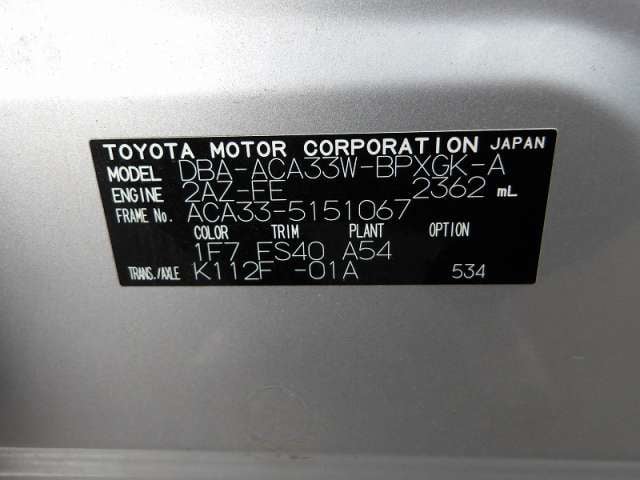 TOYOTA MOTOR CORPORATION JAPAN
MODEL DBA-ACA33W-BPXGK-A
ENGINE 2AZ-FE 2362 mL
FRAME No. ACA33-5151067
COLOR TRIM PLANT OPTION
1F7 FS40 A54
TRANS./AXLE K112F -01A 534